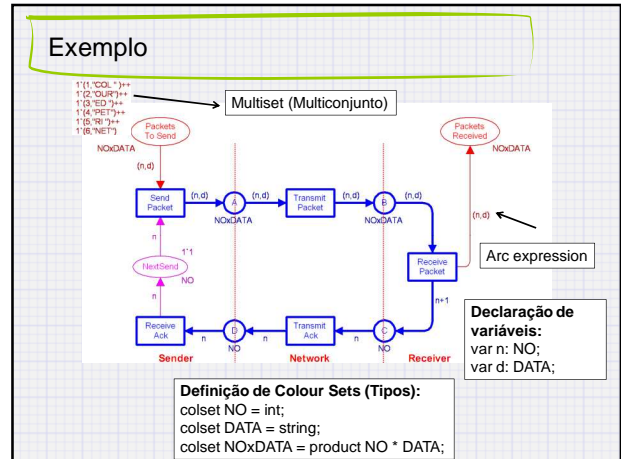 Exemplo
1`(1,"COL ")++
1`(2,"OUR")++
1`(3,"ED ")++
1`(4,"PET")++
1`(5,"RI ")++
1`(6,"NET")
Multiset (Multiconjunto)
Packets
To Send
NOxDATA
Packets
Received
NOxDATA
(n,d)
Send
Packet
(n,d)
A
NOxDATA
(n,d)
Transmit
Packet
(n,d)
B
NOxDATA
(n,d)
(n,d)
Arc expression
n
1`1
NextSend
NO
n
Receive
Packet
n+1
Receive
Ack
n
D
NO
n
Transmit
Ack
n
C
NO
Sender
Network
Receiver
Declaração de
variáveis:
var n: NO;
var d: DATA;
Definição de Colour Sets (Tipos):
colset NO = int;
colset DATA = string;
colset NOxDATA = product NO * DATA;